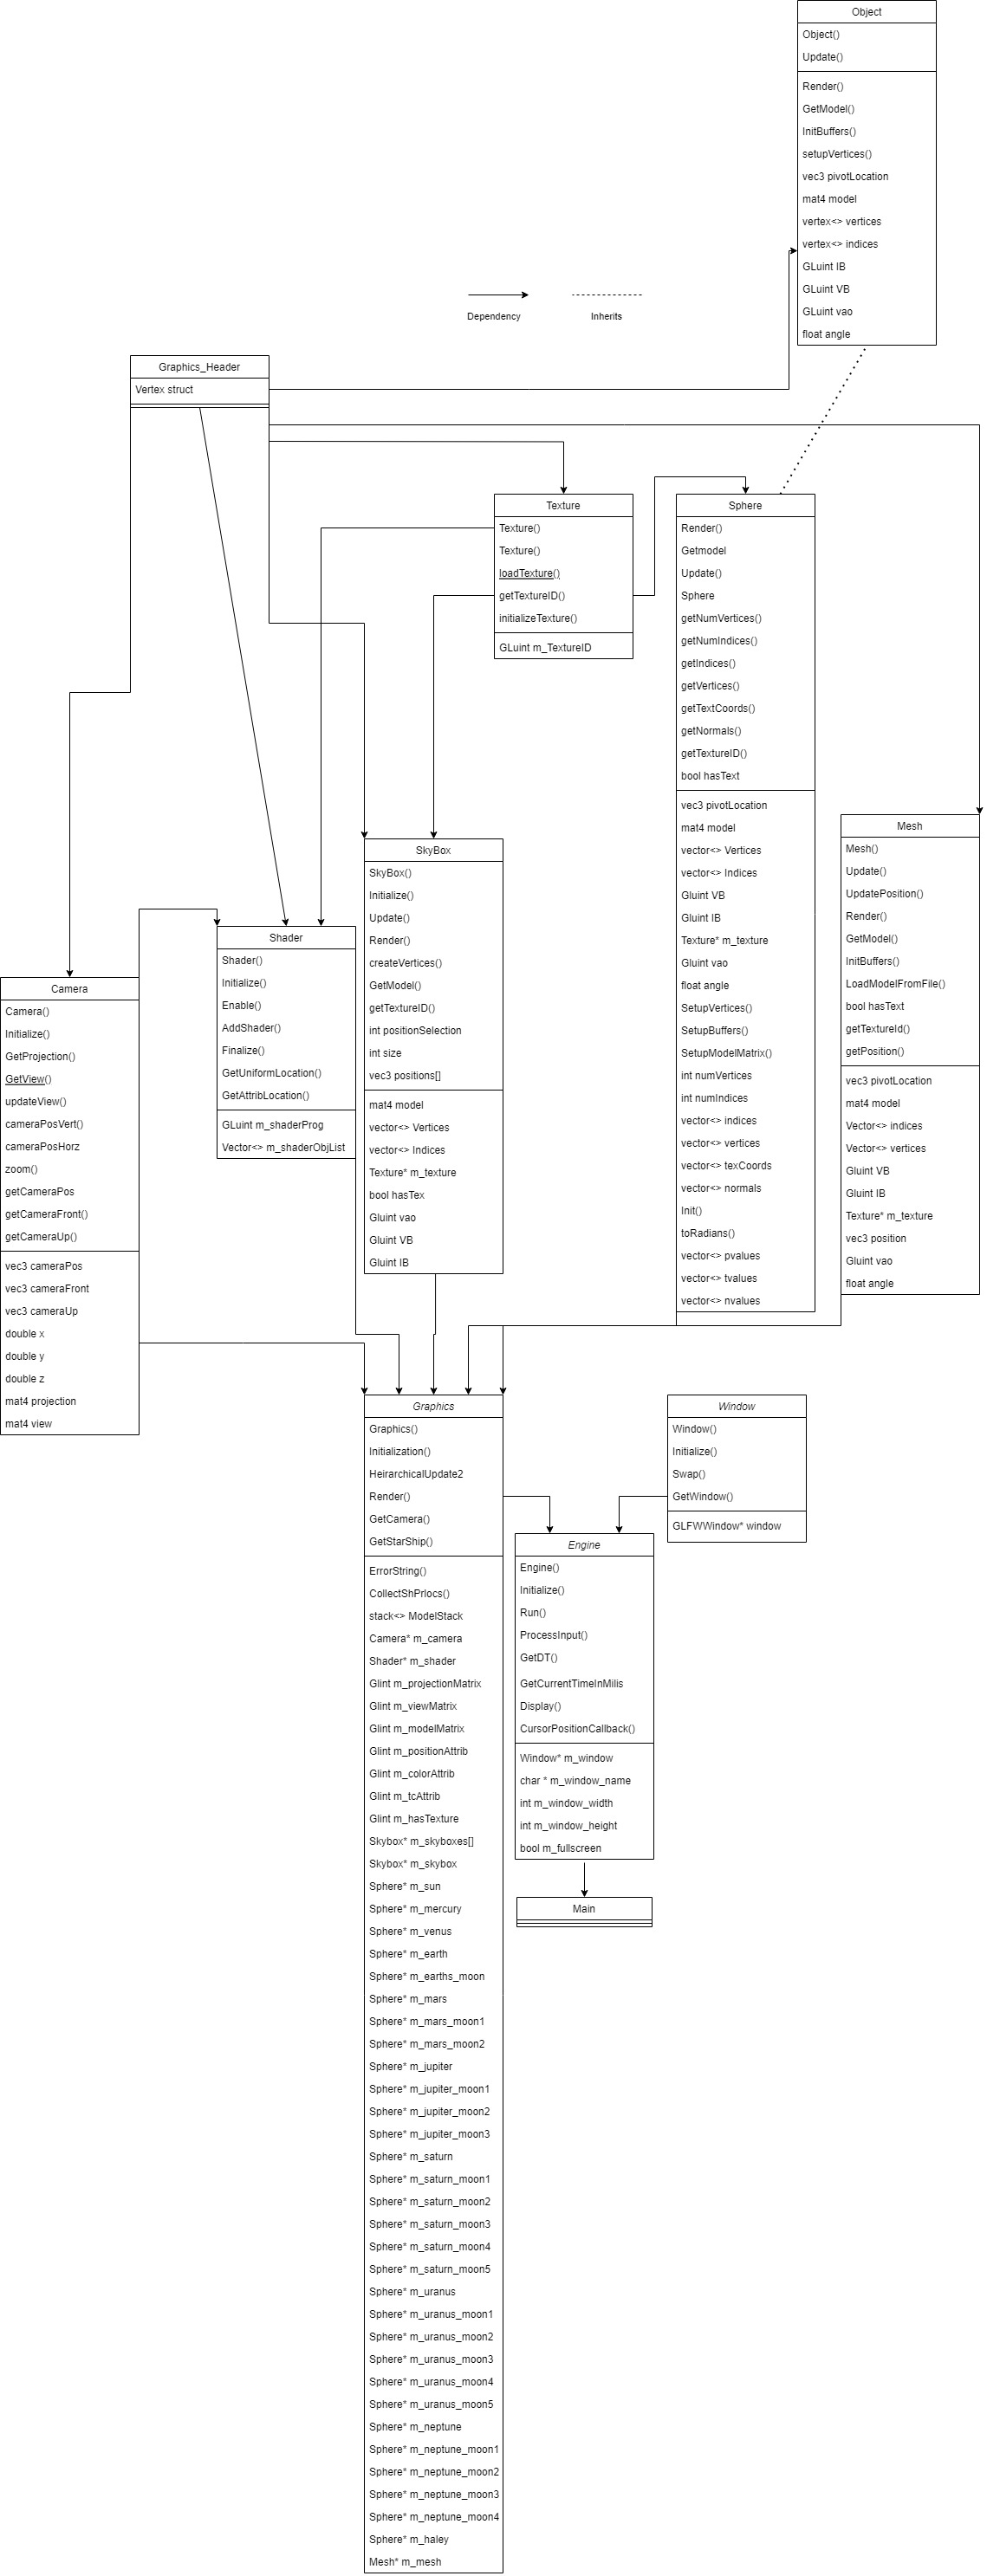 Object
Object()
Update()
Render()
GetModel()
InitBuffers()
setupVertices()
vec3 pivotLocation
mat4 model
vertex<> vertices
vertex<> indices
GLuint IB
GLuint VB
GLuint vao
float angle
Dependency
Inherits
Graphics_Header
Vertex struct
Texture
Texture()
Texture()
loadTexture()
getTextureID()
initializeTexture()
GLuint m_TextureID
Sphere
Render()
Getmodel
Update()
Sphere
getNumVertices()
getNumIndices()
getIndices()
getVertices()
getTextCoords()
getNormals()
getTextureID()
bool hasText
vec3 pivotLocation
mat4 model
vector<> Vertices
vector<> Indices
Gluint VB
Gluint IB
Texture* m_texture
Gluint vao
float angle
SetupVertices()
SetupBuffers()
SetupModelMatrix()
int numVertices
int numIndices
vector<> indices
vector<> vertices
vector<> texCoords
vector<> normals
Init()
toRadians()
vector<> pvalues
vector<> tvalues
vector<> nvalues
Mesh
Mesh()
Update()
UpdatePosition()
Render()
GetModel()
InitBuffers()
LoadModelFromFile()
bool hasText
getTextureId()
getPosition()
vec3 pivotLocation
mat4 model
Vector<> indices
Vector<> vertices
Gluint VB
Gluint IB
Texture* m_texture
vec3 position
Gluint vao
float angle
SkyBox
SkyBox()
Initialize()
Update()
Render()
createVertices()
GetModel()
getTextureID()
int positionSelection
int size
vec3 positions[]
mat4 model
vector<> Vertices
vector<> Indices
Texture* m_texture
bool hasTex
Gluint vao
Gluint VB
Gluint IB
Shader
Shader()
Initialize()
Enable()
AddShader()
Finalize()
GetUniformLocation()
GetAttribLocation()
GLuint m_shaderProg
Vector<> m_shaderObjList
Camera
Camera()
Initialize()
GetProjection()
GetView()
updateView()
cameraPosVert()
cameraPosHorz
zoom()
getCameraPos
getCameraFront()
getCameraUp()
vec3 cameraPos
vec3 cameraFront
vec3 cameraUp
double x
double y
double z
mat4 projection
mat4 view
Graphics
Graphics()
Initialization()
HeirarchicalUpdate2
Render()
GetCamera()
GetStarShip()
ErrorString()
CollectShPrlocs()
stack<> ModelStack
Camera* m_camera
Shader* m_shader
Glint m_projectionMatrix
Glint m_viewMatrix
Glint m_modelMatrix
Glint m_positionAttrib
Glint m_colorAttrib
Glint m_tcAttrib
Glint m_hasTexture
Skybox* m_skyboxes[]
Skybox* m_skybox
Sphere* m_sun
Sphere* m_mercury
Sphere* m_venus
Sphere* m_earth
Sphere* m_earths_moon
Sphere* m_mars
Sphere* m_mars_moon1
Sphere* m_mars_moon2
Sphere* m_jupiter
Sphere* m_jupiter_moon1
Sphere* m_jupiter_moon2
Sphere* m_jupiter_moon3
Sphere* m_saturn
Sphere* m_saturn_moon1
Sphere* m_saturn_moon2
Sphere* m_saturn_moon3
Sphere* m_saturn_moon4
Sphere* m_saturn_moon5
Sphere* m_uranus
Sphere* m_uranus_moon1
Sphere* m_uranus_moon2
Sphere* m_uranus_moon3
Sphere* m_uranus_moon4
Sphere* m_uranus_moon5
Sphere* m_neptune
Sphere* m_neptune_moon1
Sphere* m_neptune_moon2
Sphere* m_neptune_moon3
Sphere* m_neptune_moon4
Sphere* m_haley
Mesh* m_mesh
Window
Window()
Initialize()
Swap()
GetWindow()
GLFWWindow* window
Engine
Engine()
Initialize()
Run()
ProcessInput()
GetDT()
GetCurrentTimeInMilis
Display()
CursorPositionCallback()
Window* m_window
char * m_window_name
int m_window_width
int m_window_height
bool m_fullscreen
Main